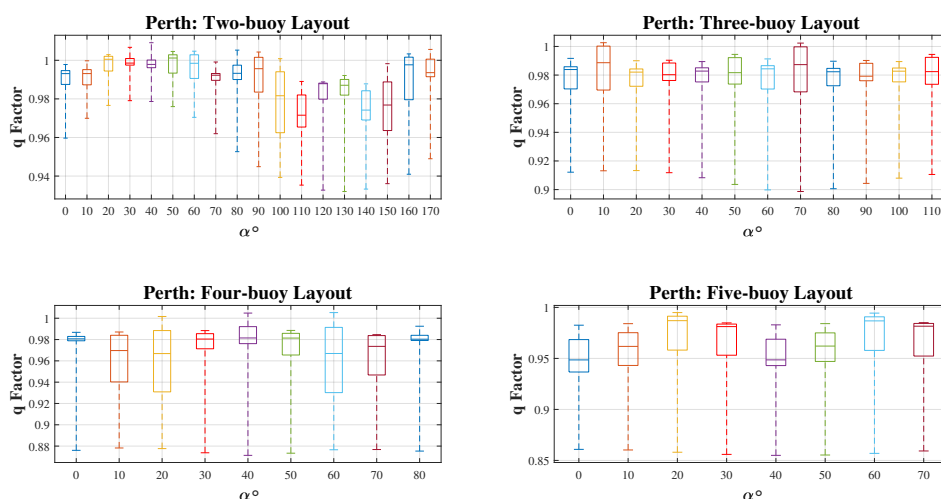 Perth: Two-buoy Layout
q Factor
1
0.98
0.96
0.94
0 10 20 30 40 50 60 70 80 90 100 110 120 130 140 150 160 170
α°
Perth: Three-buoy Layout
q Factor
1
0.98
0.96
0.94
0.92
0.9
0 10 20 30 40 50 60 70 80 90 100 110
α°
Perth: Four-buoy Layout
q Factor
1
0.98
0.96
0.94
0.92
0.9
0.88
0 10 20 30 40 50 60 70 80
α°
Perth: Five-buoy Layout
q Factor
1
0.95
0.9
0.85
0 10 20 30 40 50 60 70
α°